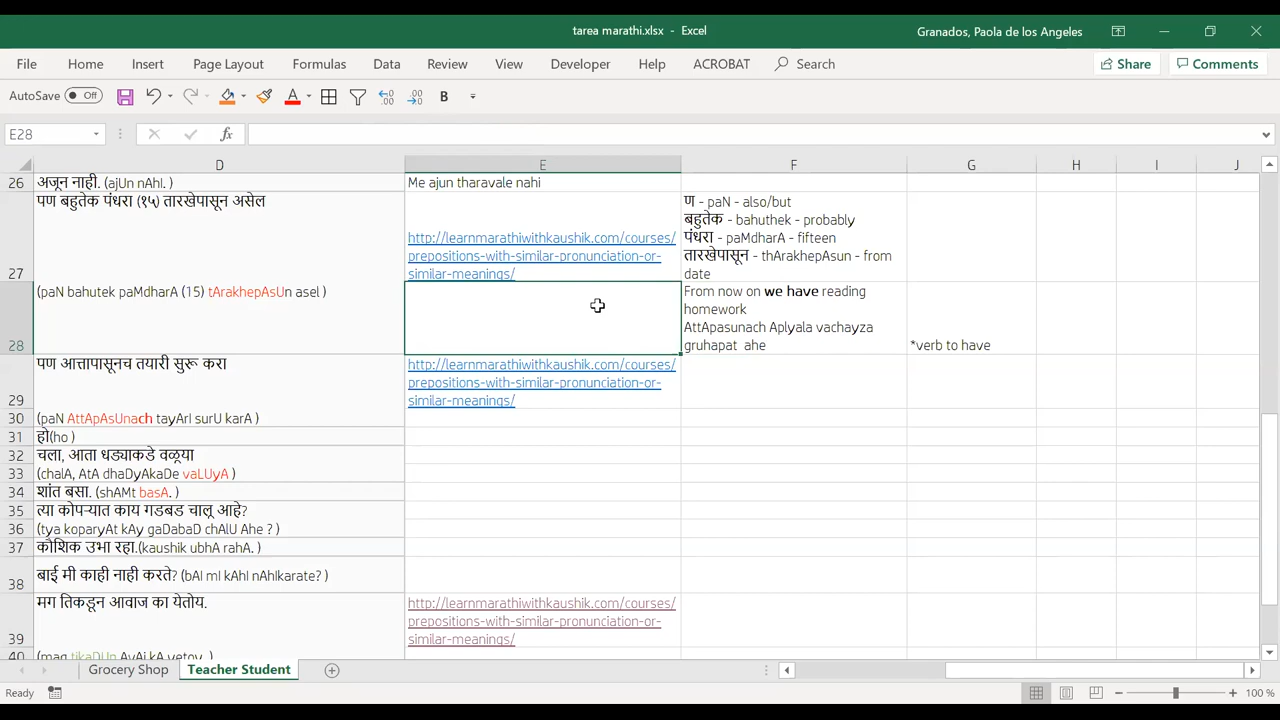 tarea marathi.xlsx - Excel
Granados, Paola de los Angeles
File Home Insert Page Layout Formulas Data Review View Developer Help ACROBAT Search Share Comments
AutoSave Off A B
E28 fx
D E F G H I J
26 अजून नाही. (ajUn nAhI. ) Me ajun tharavale nahi
27 पण बहुतेक पंधरा (१५) तारखेपासून असेल
http://learnmarathiwithkaushik.com/courses/
prepositions-with-similar-pronunciation-or-
similar-meanings/
ण - paN - also/but
बहुतेक - bahuthek - probably
पंधरा - paMdharA - fifteen
तारखेपासून - thArakhepAsun - from
date
28 (paN bahutek paMdharA (15) tArakhepAsUn asel )
From now on we have reading
homework
AttApasunach Aplyala vachayza
gruhapat ahe
*verb to have
29 पण आत्तापासूनच तयारी सुरू करा
http://learnmarathiwithkaushik.com/courses/
prepositions-with-similar-pronunciation-or-
similar-meanings/
30 (paN AttApAsUnach tayArI surU karA )
31 हो(ho )
32 चला, आता धड्याकडे वळूया
33 (chalA, AtA dhaDyAkaDe vaLUyA )
34 शांत बसा. (shAMt basA. )
35 त्या कोपऱ्यात काय गडबड चालू आहे?
36 (tya koparyAt kAy gaDabaD chAlU Ahe ? )
37 कौशिक उभा रहा.(kaushik ubhA rahA. )
38 बाई मी काही नाही करते? (bAI mI kAhI nAhIkarate? )
39 मग तिकडून आवाज का येतोय.
http://learnmarathiwithkaushik.com/courses/
prepositions-with-similar-pronunciation-or-
similar-meanings/
40 (mag tikaDUn AvAj kA yetoy. )
Grocery Shop Teacher Student
Ready 100 %